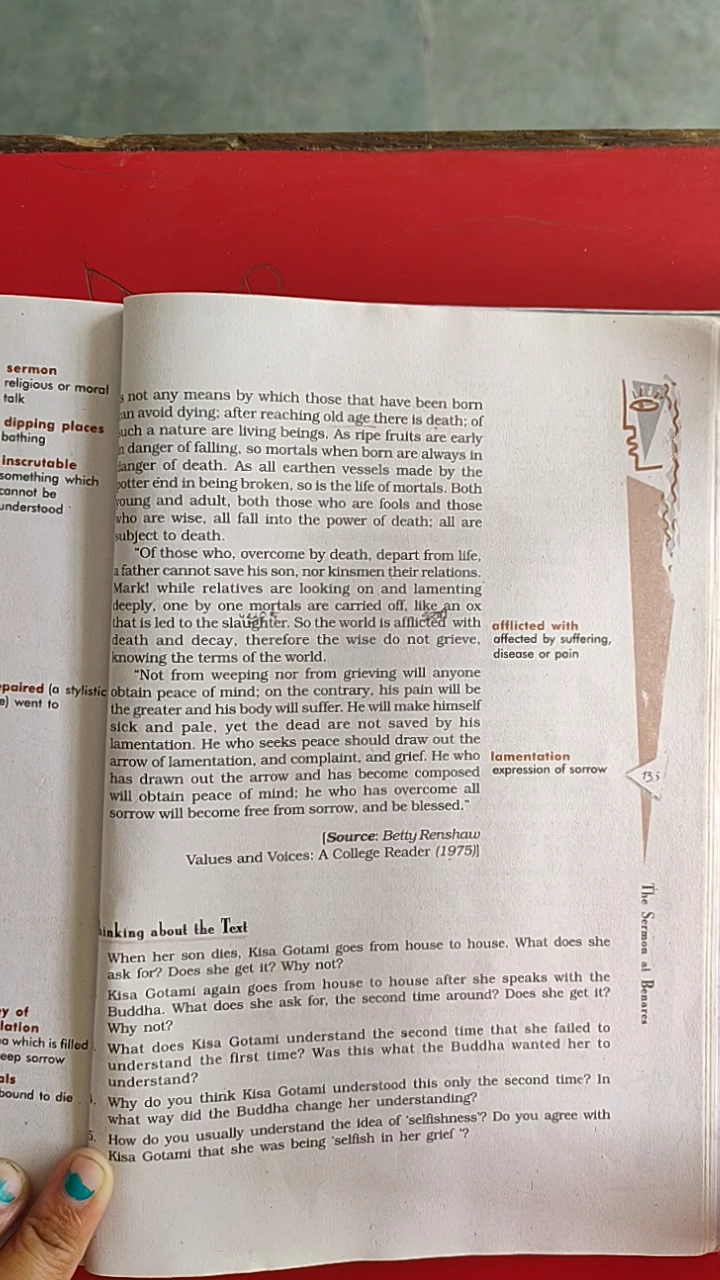 sermon
religious or moral
talk
dipping places
bathing
inscrutable
something which
cannot be
understood
paired (a stylistic
e) went to
y of
lation
a which is filled
eep sorrow
als
bound to die
s not any means by which those that have been born
an avoid dying; after reaching old age there is death; of
uch a nature are living beings. As ripe fruits are early
n danger of falling, so mortals when born are always in
danger of death. As all earthen vessels made by the
potter end in being broken, so is the life of mortals. Both
young and adult, both those who are fools and those
who are wise, all fall into the power of death; all are
subject to death.
“Of those who, overcome by death, depart from life,
a father cannot save his son, nor kinsmen their relations.
Mark! while relatives are looking on and lamenting
deeply, one by one mortals are carried off, like an ox
that is led to the slaughter. So the world is afflicted with
death and decay, therefore the wise do not grieve,
knowing the terms of the world.
“Not from weeping nor from grieving will anyone
obtain peace of mind; on the contrary, his pain will be
the greater and his body will suffer. He will make himself
sick and pale, yet the dead are not saved by his
lamentation. He who seeks peace should draw out the
arrow of lamentation, and complaint, and grief. He who
has drawn out the arrow and has become composed
will obtain peace of mind; he who has overcome all
sorrow will become free from sorrow, and be blessed.”
[Source: Betty Renshaw
Values and Voices: A College Reader (1975)]
afflicted with
affected by suffering,
disease or pain
lamentation
expression of sorrow
135
The Sermon at Benares
inking about the Text
When her son dies, Kisa Gotami goes from house to house. What does she
ask for? Does she get it? Why not?
Kisa Gotami again goes from house to house after she speaks with the
Buddha. What does she ask for, the second time around? Does she get it?
Why not?
What does Kisa Gotami understand the second time that she failed to
understand the first time? Was this what the Buddha wanted her to
understand?
Why do you think Kisa Gotami understood this only the second time? In
what way did the Buddha change her understanding?
5. How do you usually understand the idea of ‘selfishness’? Do you agree with
Kisa Gotami that she was being ‘selfish in her grief ’?